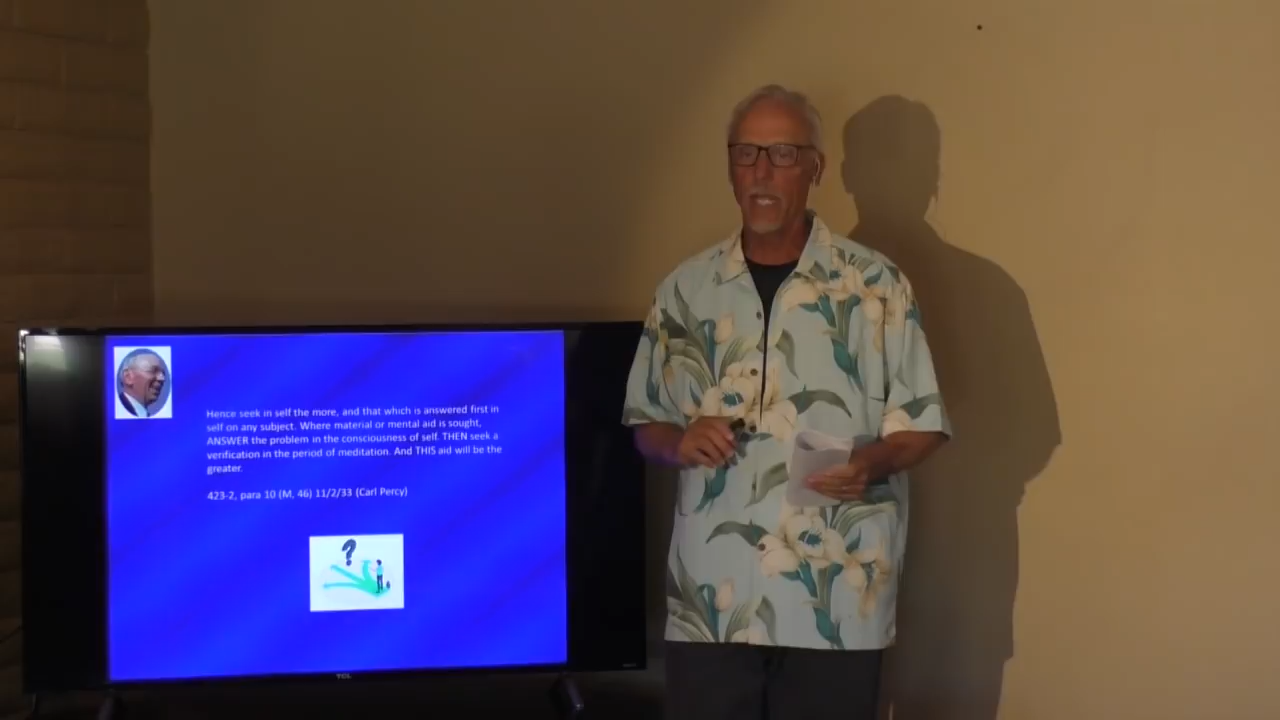 Hence seek in self the more, and that which is answered first in
self on any subject. Where material or mental aid is sought,
ANSWER the problem in the consciousness of self. THEN seek a
verification in the period of meditation. And THIS aid will be the
greater.
423-2, para 10 (M, 46) 11/2/33 (Carl Percy)
?
TCL